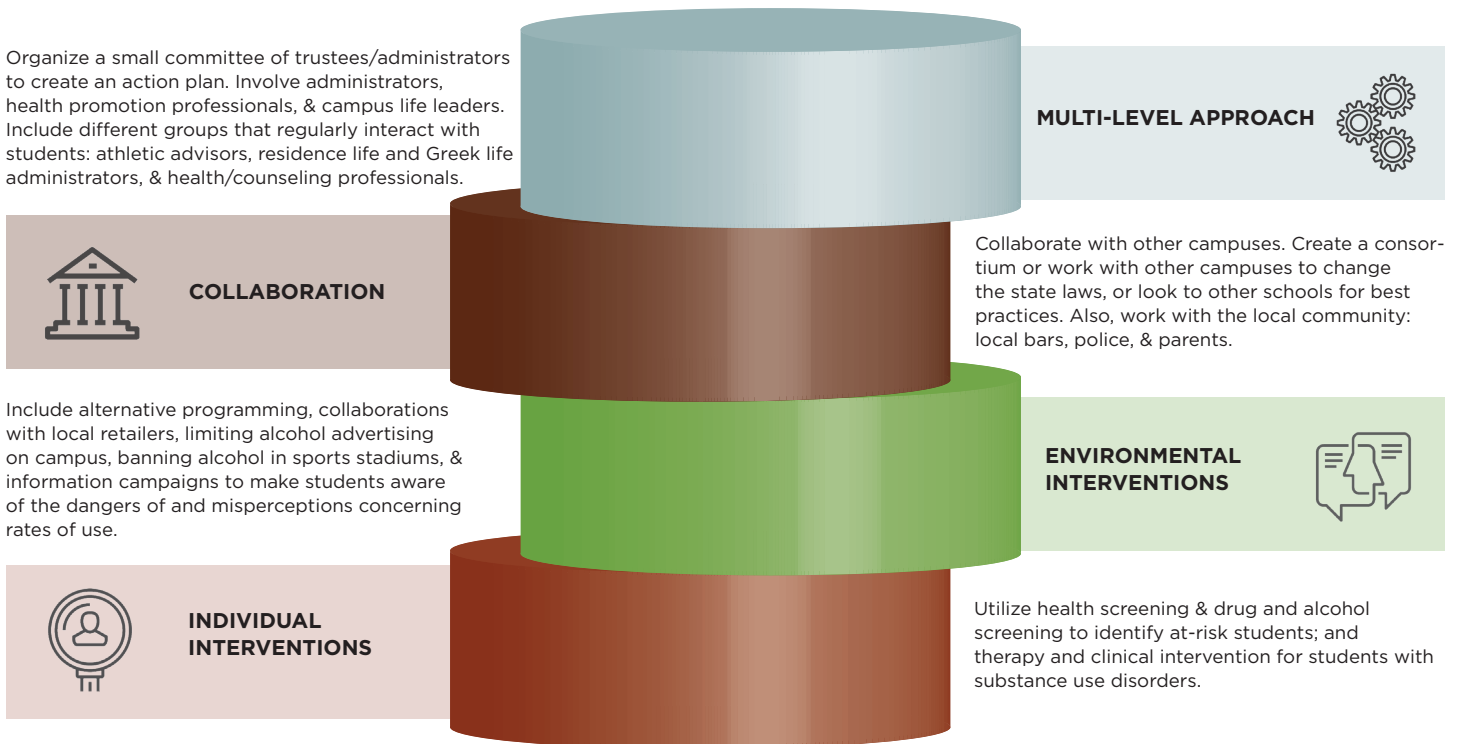 Organize a small committee of trustees/administrators
to create an action plan. Involve administrators,
health promotion professionals, & campus life leaders.
Include different groups that regularly interact with
students: athletic advisors, residence life and Greek life
administrators, & health/counseling professionals.
MULTI-LEVEL APPROACH
COLLABORATION
Collaborate with other campuses. Create a consor-
tium or work with other campuses to change
the state laws, or look to other schools for best
practices. Also, work with the local community:
local bars, police, & parents.
Include alternative programming, collaborations
with local retailers, limiting alcohol advertising
on campus, banning alcohol in sports stadiums, &
information campaigns to make students aware
of the dangers of and misperceptions concerning
rates of use.
ENVIRONMENTAL
INTERVENTIONS
INDIVIDUAL
INTERVENTIONS
Utilize health screening & drug and alcohol
screening to identify at-risk students; and
therapy and clinical intervention for students with
substance use disorders.